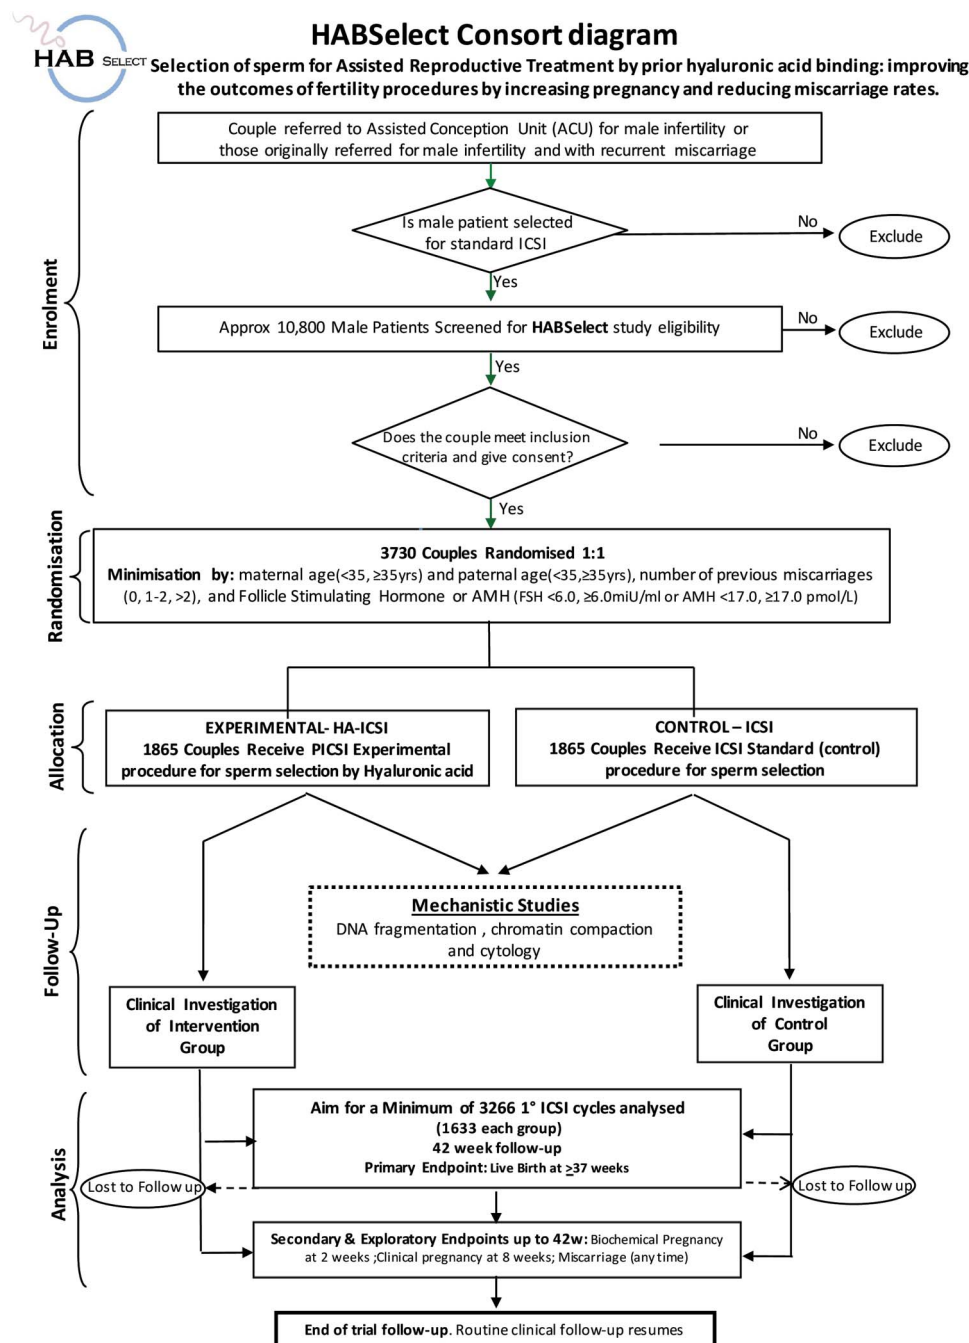 HABSelect Consort diagram
HAB SELECT
Selection of sperm for Assisted Reproductive Treatment by prior hyaluronic acid binding: improving
the outcomes of fertility procedures by increasing pregnancy and reducing miscarriage rates.
Enrolment
Couple referred to Assisted Conception Unit (ACU) for male infertility or
those originally referred for male infertility and with recurrent miscarriage
Is male patient selected
for standard ICSI
No
Exclude
Yes
Approx 10,800 Male Patients Screened for HABSelect study eligibility
No
Exclude
Yes
Does the couple meet inclusion
criteria and give consent?
No
Exclude
Yes
Randomisation
3730 Couples Randomised 1:1
Minimisation by: maternal age(<35, ≥35yrs) and paternal age(<35,≥35yrs), number of previous miscarriages
(0, 1-2, >2), and Follicle Stimulating Hormone or AMH (FSH <6.0, ≥6.0miU/ml or AMH <17.0, ≥17.0 pmol/L)
Allocation
EXPERIMENTAL- HA-ICSI
1865 Couples Receive PICSI Experimental
procedure for sperm selection by Hyaluronic acid
CONTROL – ICSI
1865 Couples Receive ICSI Standard (control)
procedure for sperm selection
Follow-Up
Mechanistic Studies
DNA fragmentation , chromatin compaction
and cytology
Clinical Investigation
of Intervention
Group
Clinical Investigation
of Control
Group
Analysis
Aim for a Minimum of 3266 1° ICSI cycles analysed
(1633 each group)
42 week follow-up
Primary Endpoint: Live Birth at ≥37 weeks
Lost to Follow up
Lost to Follow up
Secondary & Exploratory Endpoints up to 42w: Biochemical Pregnancy
at 2 weeks ;Clinical pregnancy at 8 weeks; Miscarriage (any time)
End of trial follow-up. Routine clinical follow-up resumes